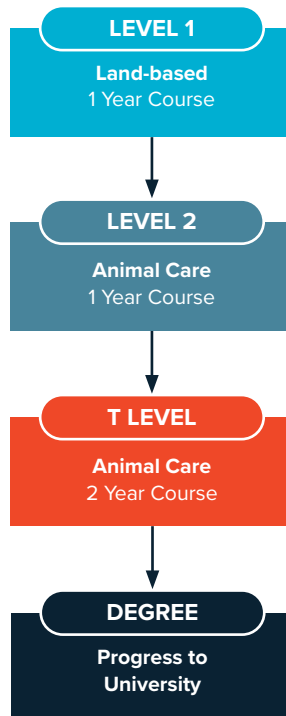 LEVEL 1
Land-based
1 Year Course
LEVEL 2
Animal Care
1 Year Course
T LEVEL
Animal Care
2 Year Course
DEGREE
Progress to
University